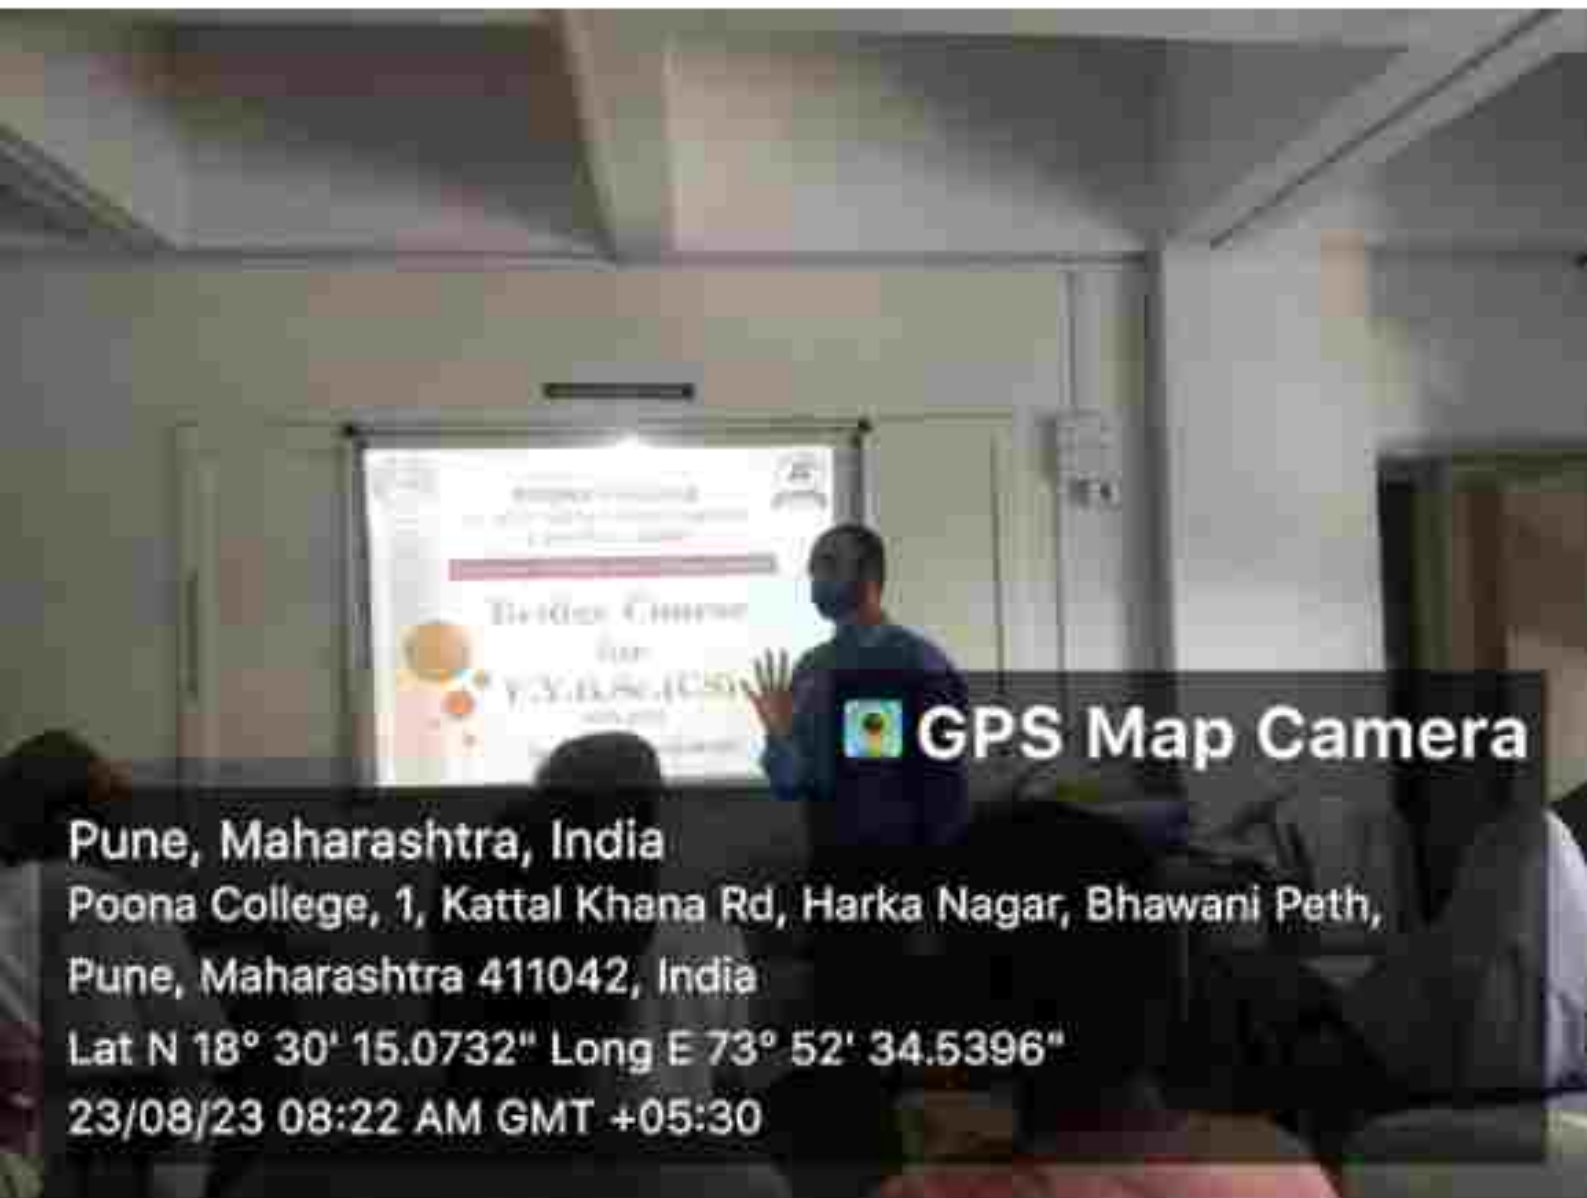 Course
GPS Map Camera
Pune, Maharashtra, India
Poona College, 1, Kattal Khana Rd, Harka Nagar, Bhawani Peth,
Pune, Maharashtra 411042, India
Lat N 18° 30' 15.0732" Long E 73° 52' 34.5396"
23/08/23 08:22 AM GMT +05:30